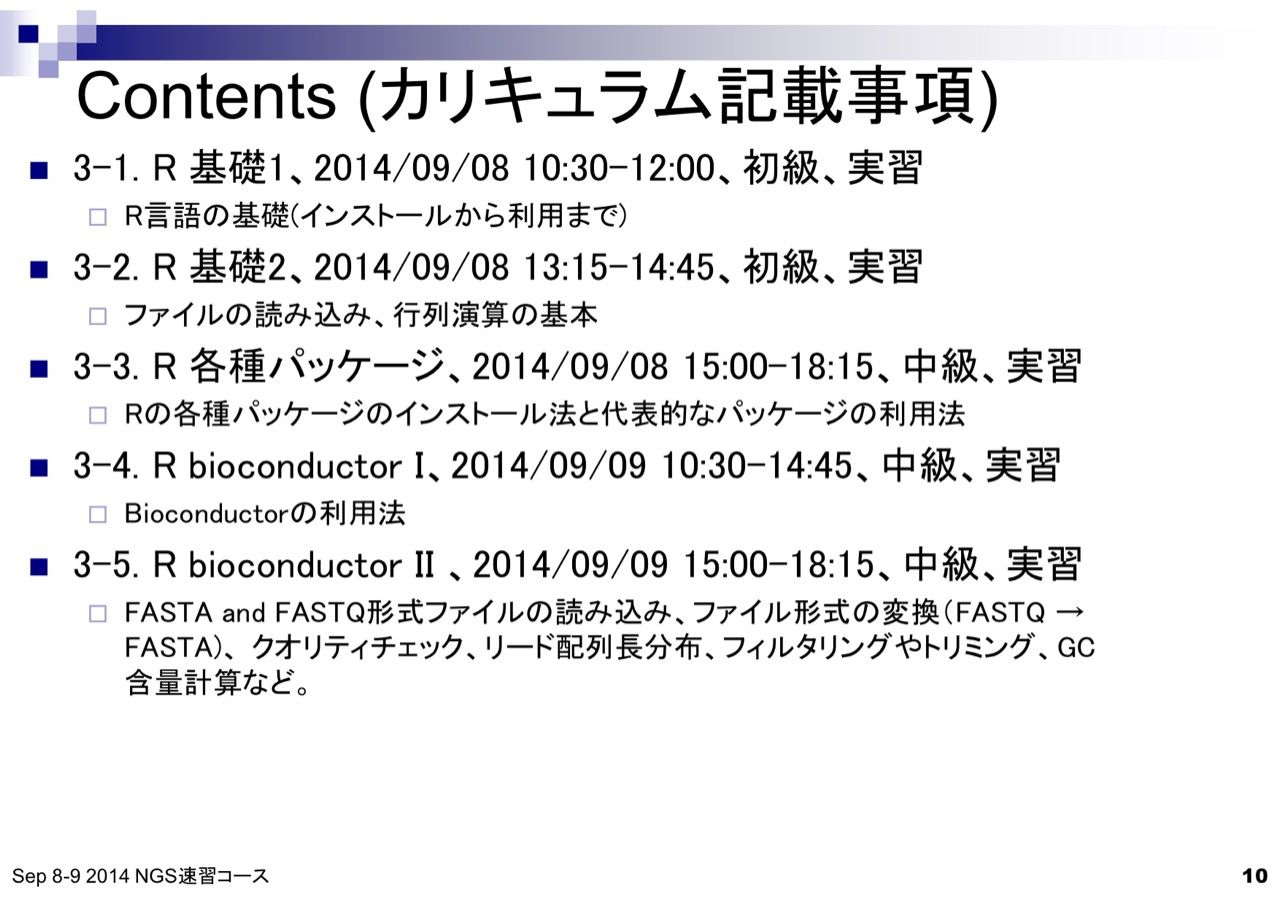 Contents (カリキュラム記載事項)
3-1. R 基礎1、2014/09/08 10:30-12:00、初級、実習
R言語の基礎(インストールから利用まで)
3-2. R 基礎2、2014/09/08 13:15-14:45、初級、実習
ファイルの読み込み、行列演算の基本
3-3. R 各種パッケージ、2014/09/08 15:00-18:15、中級、実習
Rの各種パッケージのインストール法と代表的なパッケージの利用法
3-4. R bioconductor I、2014/09/09 10:30-14:45、中級、実習
Bioconductorの利用法
3-5. R bioconductor II 、2014/09/09 15:00-18:15、中級、実習
FASTA and FASTQ形式ファイルの読み込み、ファイル形式の変換(FASTQ →
FASTA)、クオリティチェック、リード配列長分布、フィルタリングやトリミング、GC
含量計算など。
Sep 8-9 2014 NGS速習コース
10